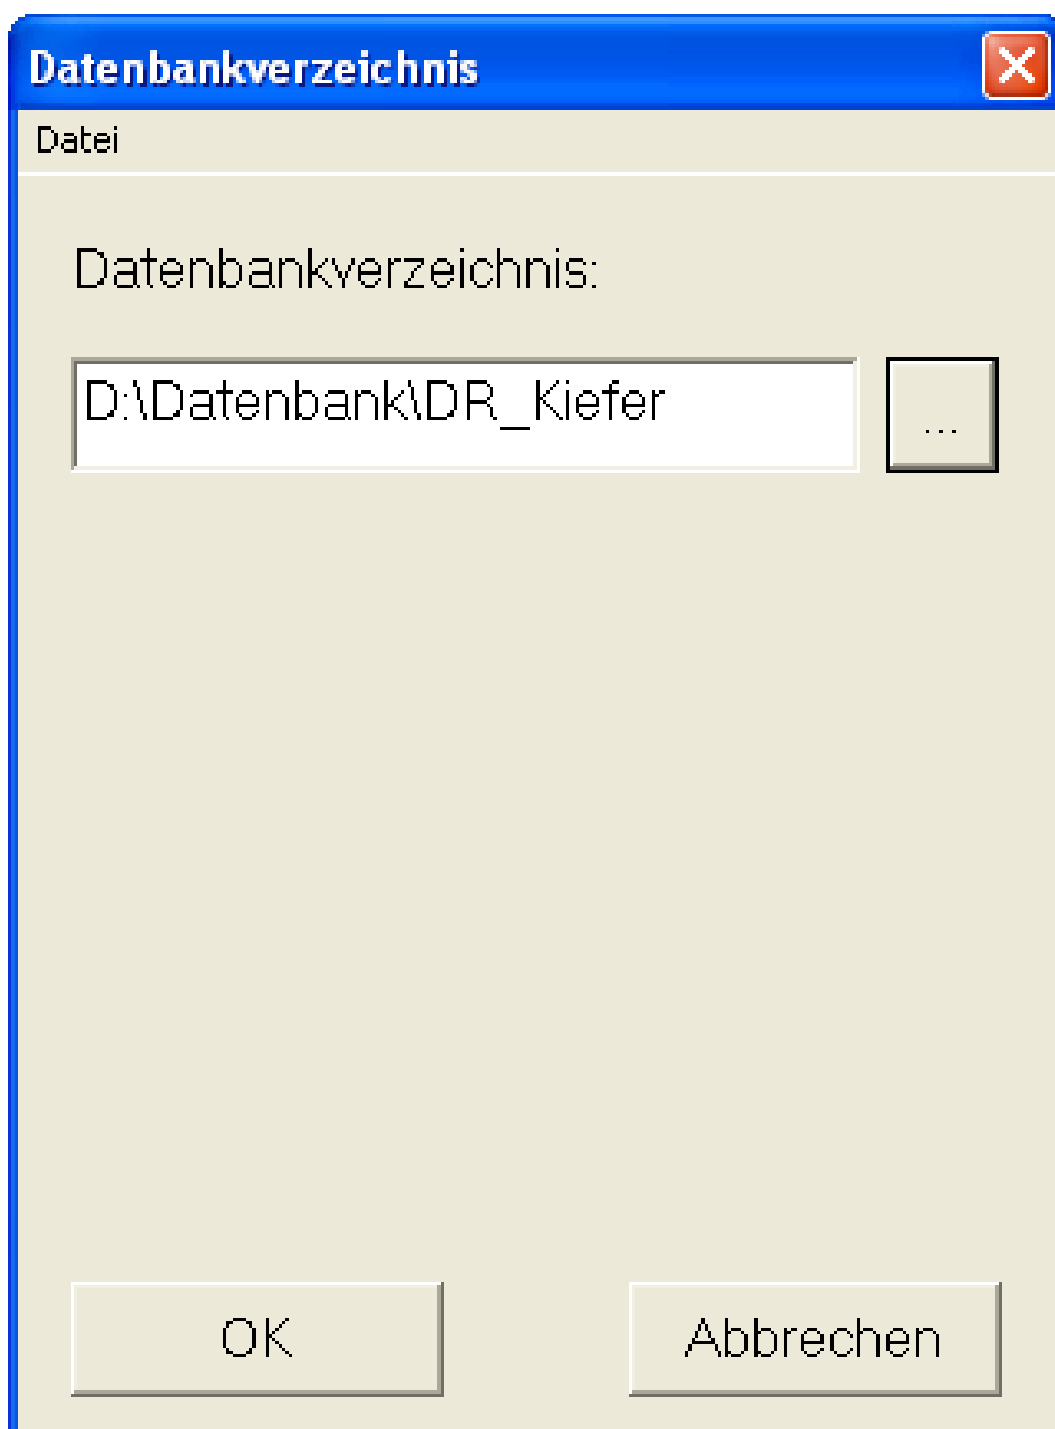 Datenbankverzeichnis
Datei
Datenbankverzeichnis:
D:\Datenbank\DR_Kiefer
...
OK
Abbrechen